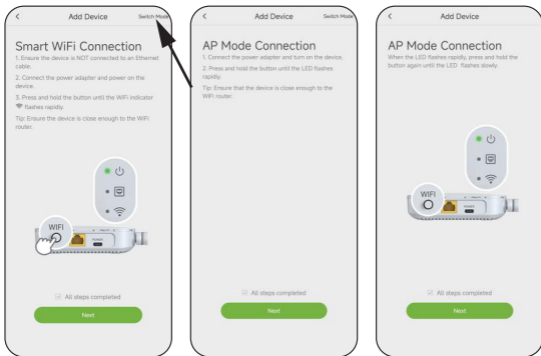 Add Device
Switch Mode
Smart WiFi Connection
1. Ensure the device is NOT connected to an Ethernet
cable.
2. Connect the power adapter and power on the
device.
3. Press and hold the button until the WIFI indicator
flashes rapidly.
Tip: Ensure the device is close enough to the WiFi
router.
WIFI
POWER
All steps completed
Next
Add Device
Switch Mode
AP Mode Connection
1. Connect the power adapter and turn on the device.
2. Press and hold the button until the LED flashes
rapidly.
Tip: Ensure that the device is close enough to the
WiFi router.
All steps completed
Next
Add Device
AP Mode Connection
When the LED flashes rapidly, press and hold the
button again until the LED flashes slowly.
WIFI
POWER
All steps completed
Next